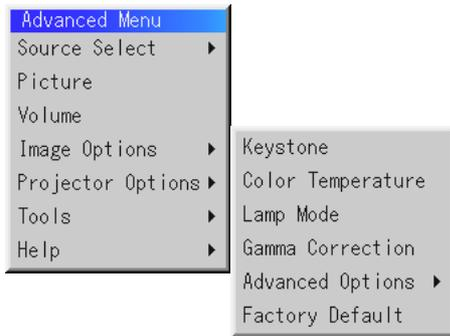 Advanced Menu
Source Select
Picture
Volume
Image Options
Projector Options
Tools
Help
Keystone
Color Temperature
Lamp Mode
Gamma Correction
Advanced Options
Factory Default